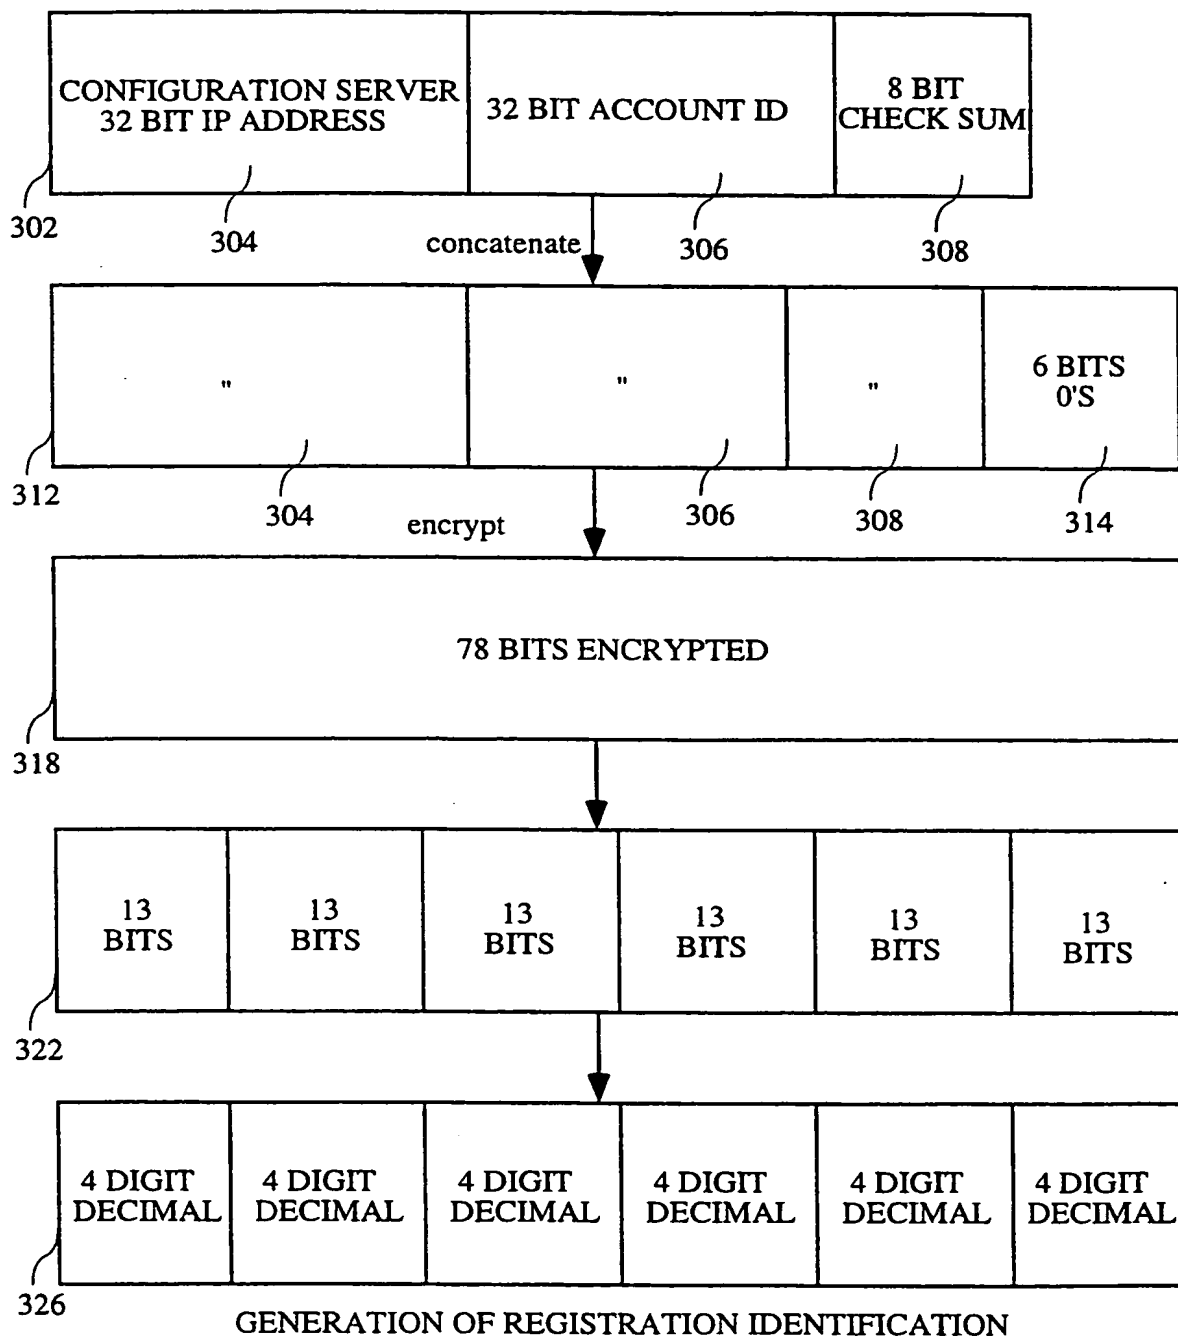 CONFIGURATION SERVER
32 BIT IP ADDRESS
32 BIT ACCOUNT ID
8 BIT
CHECK SUM
302
304
306
308
concatenate
"
"
"
6 BITS
0'S
312
304
306
308
314
encrypt
78 BITS ENCRYPTED
318
13
BITS
13
BITS
13
BITS
13
BITS
13
BITS
13
BITS
322
4 DIGIT
DECIMAL
4 DIGIT
DECIMAL
4 DIGIT
DECIMAL
4 DIGIT
DECIMAL
4 DIGIT
DECIMAL
4 DIGIT
DECIMAL
326
GENERATION OF REGISTRATION IDENTIFICATION